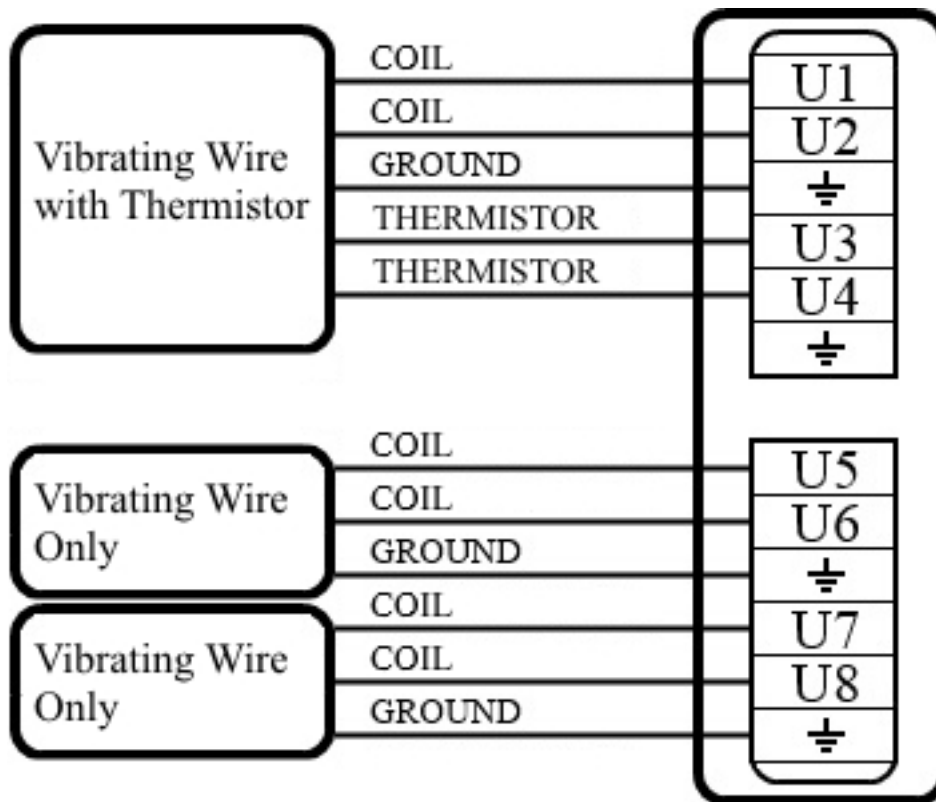 COIL
U1
COIL
U2
Vibrating Wire
with Thermistor
GROUND
THERMISTOR
U3
THERMISTOR
U4
COIL
U5
Vibrating Wire
Only
COIL
U6
GROUND
COIL
U7
Vibrating Wire
Only
COIL
U8
GROUND